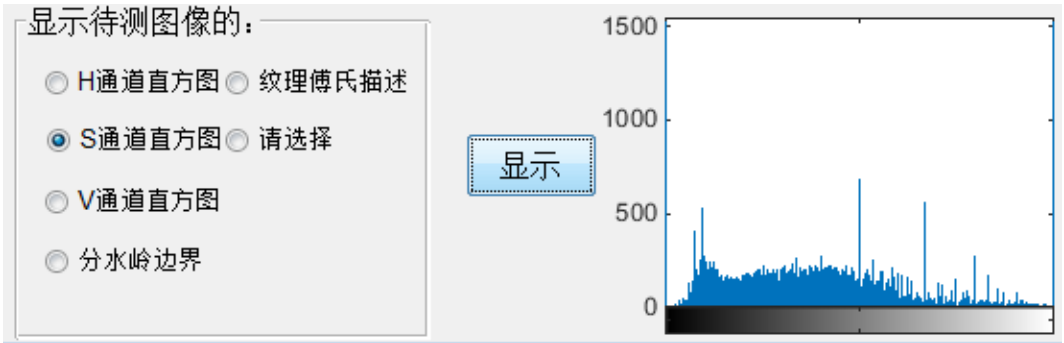 显示待测图像的:
H通道直方图 纹理傅氏描述
S通道直方图 请选择
V通道直方图
分水岭边界
显示
1500
1000
500
0